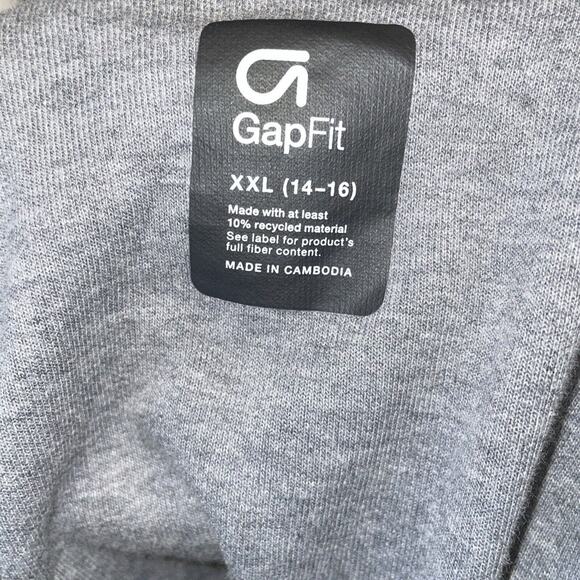 GapFit
XXL (14-16)
Made with at least
10% recycled material
See label for product's
full fiber content.
MADE IN CAMBODIA